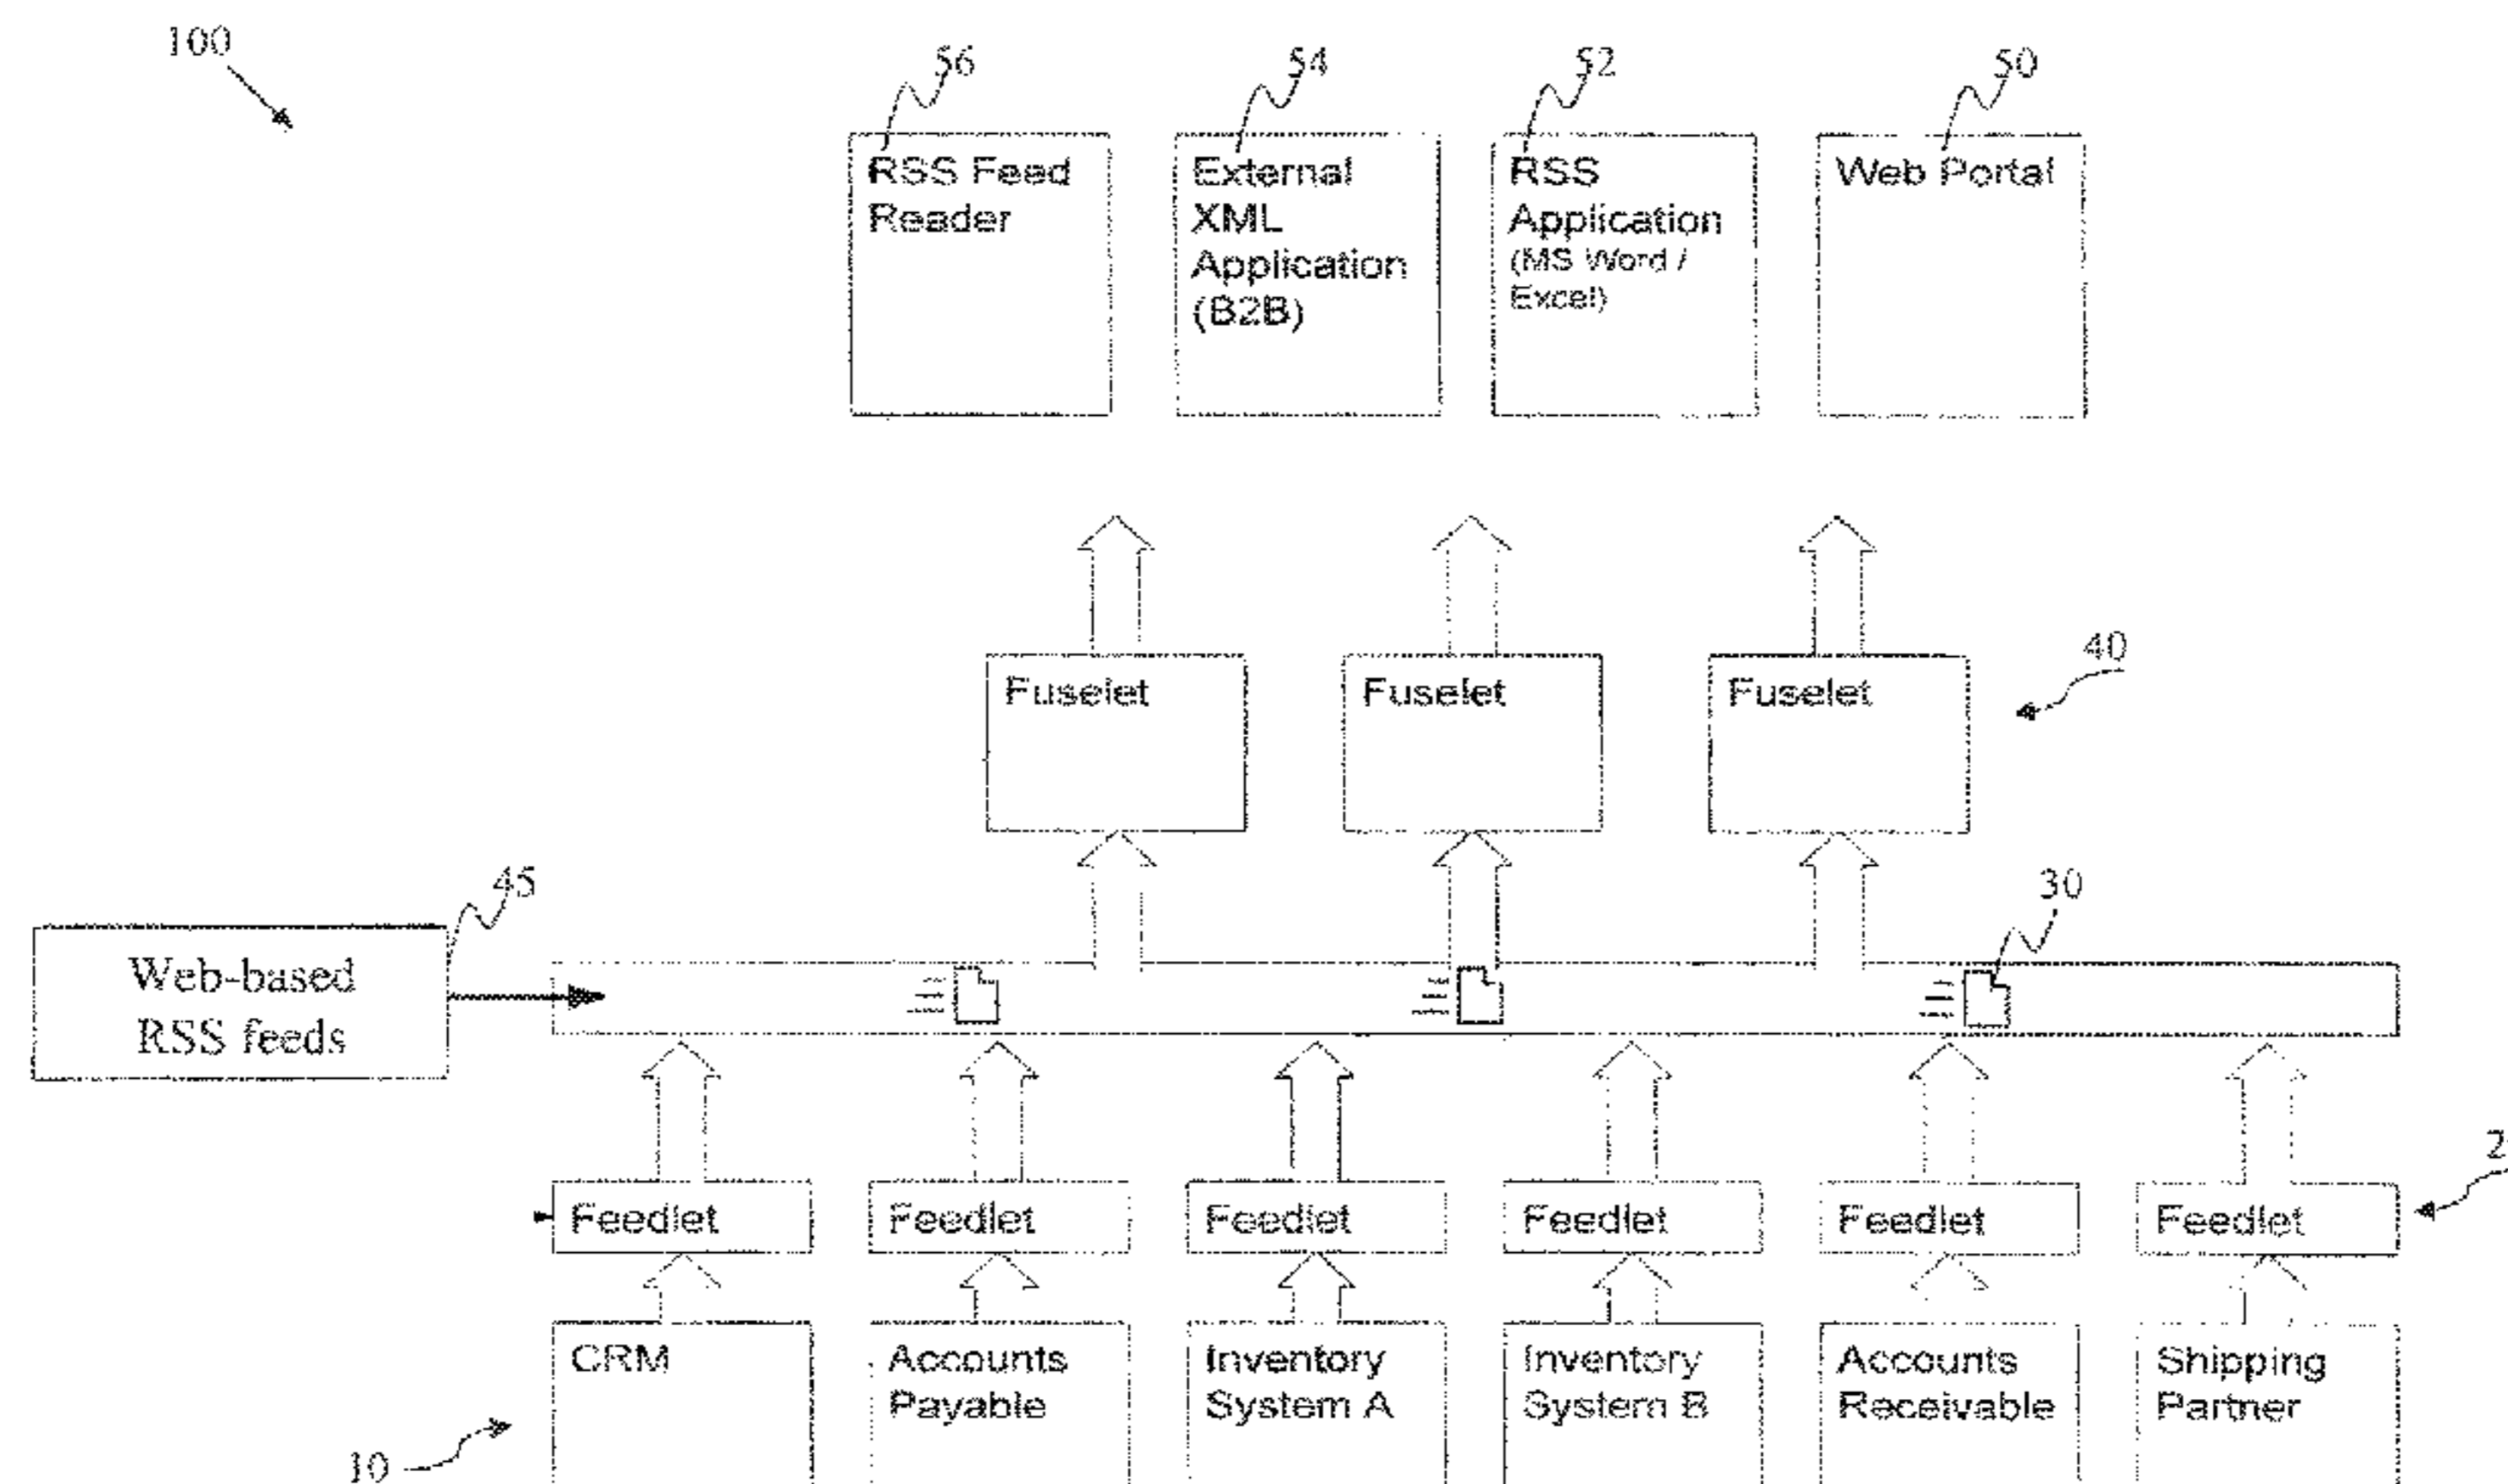 100
56
54
52
50
RSS Feed
Reader
External
XML
Application
(B2B)
RSS
Application
(MS Word /
Excel)
Web Portal
40
Fuselet
Fuselet
Fuselet
45
30
Web-based
RSS feeds
Feedlet
Feedlet
Feedlet
Feedlet
Feedlet
Feedlet
CRM
Accounts
Payable
Inventory
System A
Inventory
System B
Accounts
Receivable
Shipping
Partner
10